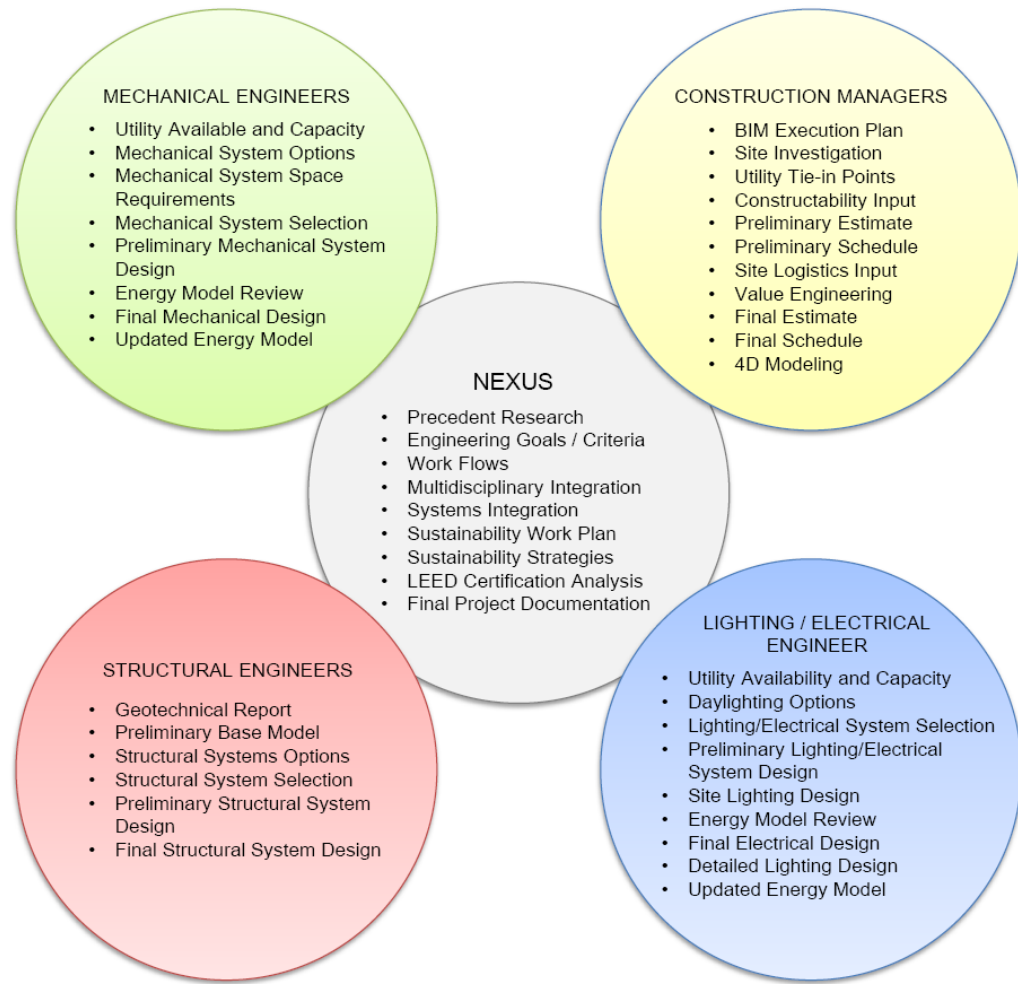 MECHANICAL ENGINEERS
• Utility Available and Capacity
• Mechanical System Options
• Mechanical System Space
Requirements
• Mechanical System Selection
• Preliminary Mechanical System
Design
• Energy Model Review
• Final Mechanical Design
• Updated Energy Model
CONSTRUCTION MANAGERS
• BIM Execution Plan
• Site Investigation
• Utility Tie-in Points
• Constructability Input
• Preliminary Estimate
• Preliminary Schedule
• Site Logistics Input
• Value Engineering
• Final Estimate
• Final Schedule
• 4D Modeling
NEXUS
• Precedent Research
• Engineering Goals / Criteria
• Work Flows
• Multidisciplinary Integration
• Systems Integration
• Sustainability Work Plan
• Sustainability Strategies
• LEED Certification Analysis
• Final Project Documentation
STRUCTURAL ENGINEERS
• Geotechnical Report
• Preliminary Base Model
• Structural Systems Options
• Structural System Selection
• Preliminary Structural System
Design
• Final Structural System Design
LIGHTING / ELECTRICAL
ENGINEER
• Utility Availability and Capacity
• Daylighting Options
• Lighting/Electrical System Selection
• Preliminary Lighting/Electrical
System Design
• Site Lighting Design
• Energy Model Review
• Final Electrical Design
• Detailed Lighting Design
• Updated Energy Model